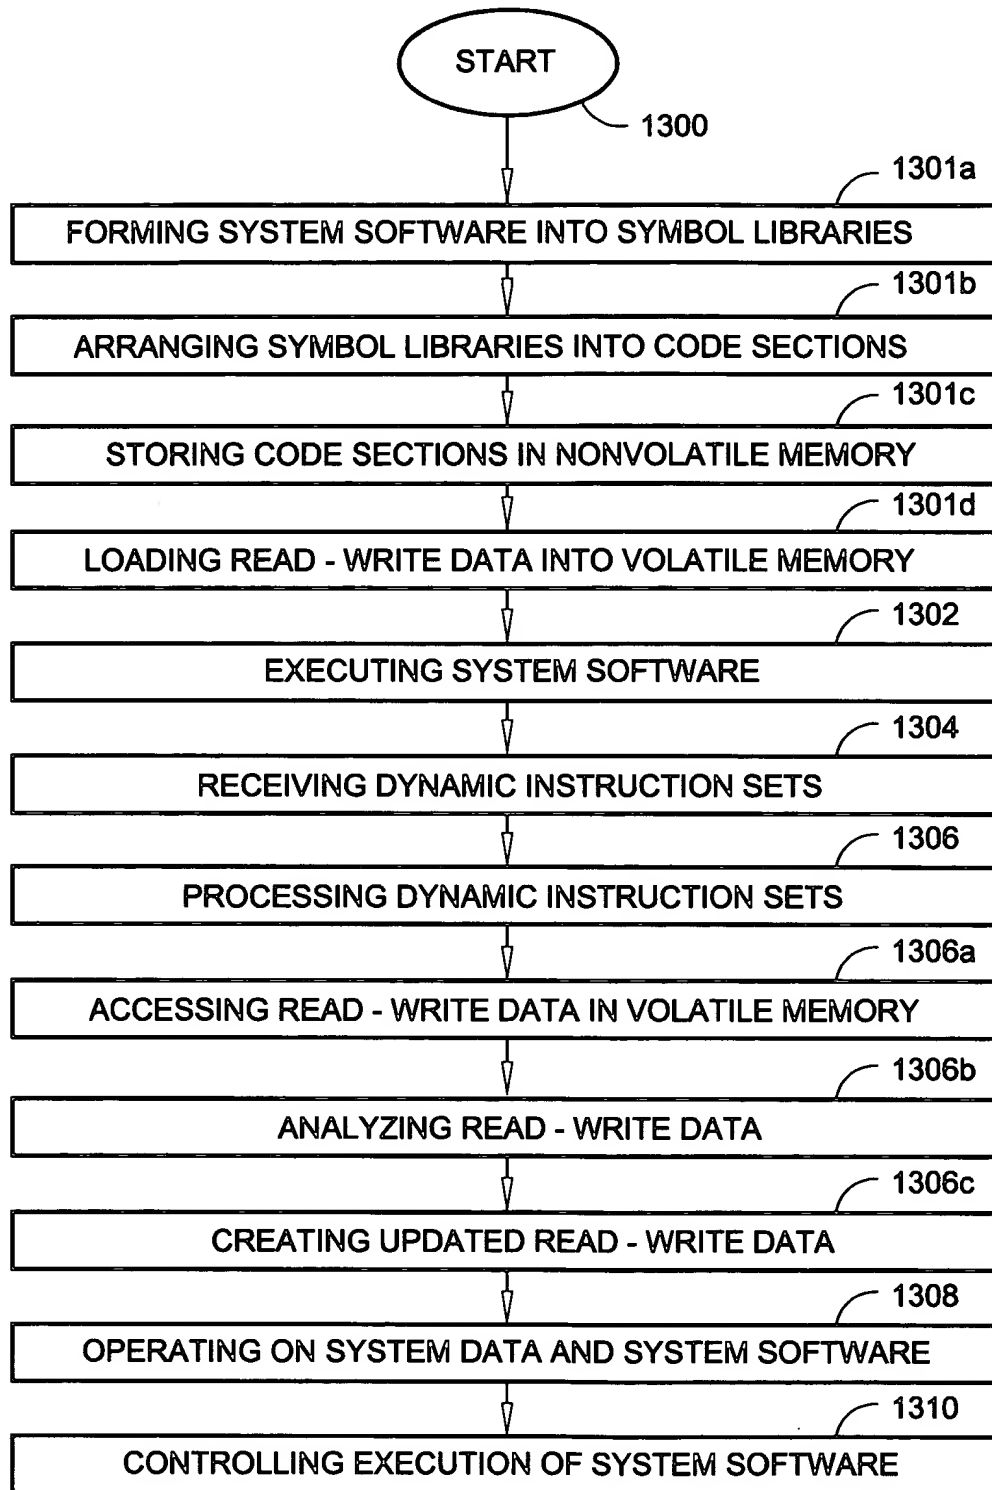 START
1300
1301a
FORMING SYSTEM SOFTWARE INTO SYMBOL LIBRARIES
1301b
ARRANGING SYMBOL LIBRARIES INTO CODE SECTIONS
1301c
STORING CODE SECTIONS IN NONVOLATILE MEMORY
1301d
LOADING READ - WRITE DATA INTO VOLATILE MEMORY
1302
EXECUTING SYSTEM SOFTWARE
1304
RECEIVING DYNAMIC INSTRUCTION SETS
1306
PROCESSING DYNAMIC INSTRUCTION SETS
1306a
ACCESSING READ - WRITE DATA IN VOLATILE MEMORY
1306b
ANALYZING READ - WRITE DATA
1306c
CREATING UPDATED READ - WRITE DATA
1308
OPERATING ON SYSTEM DATA AND SYSTEM SOFTWARE
1310
CONTROLLING EXECUTION OF SYSTEM SOFTWARE